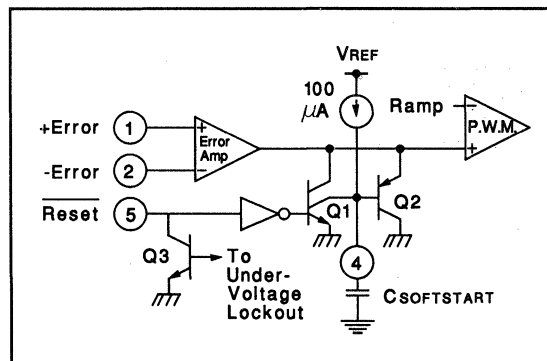 VREF
100
μA
Ramp
−
P.W.M.
+
+Error
1
+
Error
Amp
-Error
2
−
Reset
5
Q1
Q2
Q3
To
Under-
Voltage
Lockout
4
CSOFTSTART